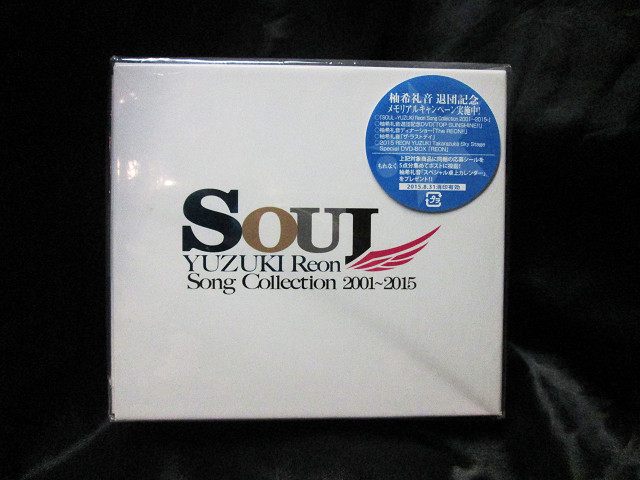 柚希礼音 退団記念
メモリアルキャンペーン実施中!
○「SOUL -YUZUKI Reon Song Collection 2001~2015-」
○柚希礼音退団記念DVD「TOP SUNSHINE!!」
○柚希礼音ディナーショー「The REON!!」
○柚希礼音「ザ・ラストデイ」
○2015 REON YUZUKI Takarazuka Sky Stage
Special DVD-BOX「REON」
もれなく
上記対象商品に同梱の応募シールを
5点分集めてポストに投函!
柚希礼音「スペシャル卓上カレンダー」
をプレゼント!!
2015.8.31消印有効
SOUL
YUZUKI Reon
Song Collection 2001~2015